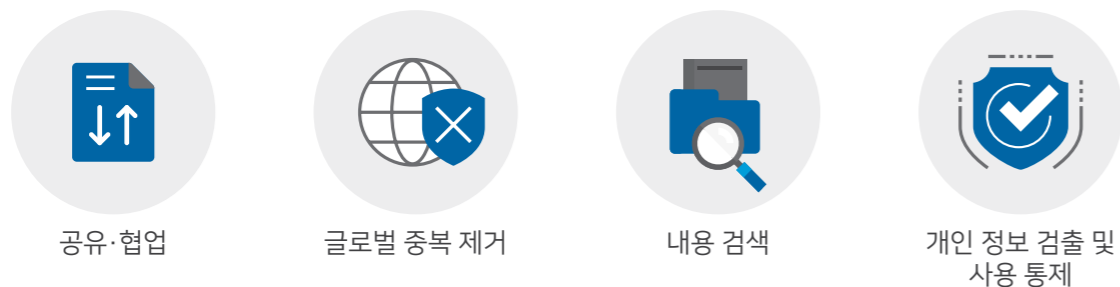 공유·협업
글로벌 중복 제거
내용 검색
개인 정보 검출 및
사용 통제